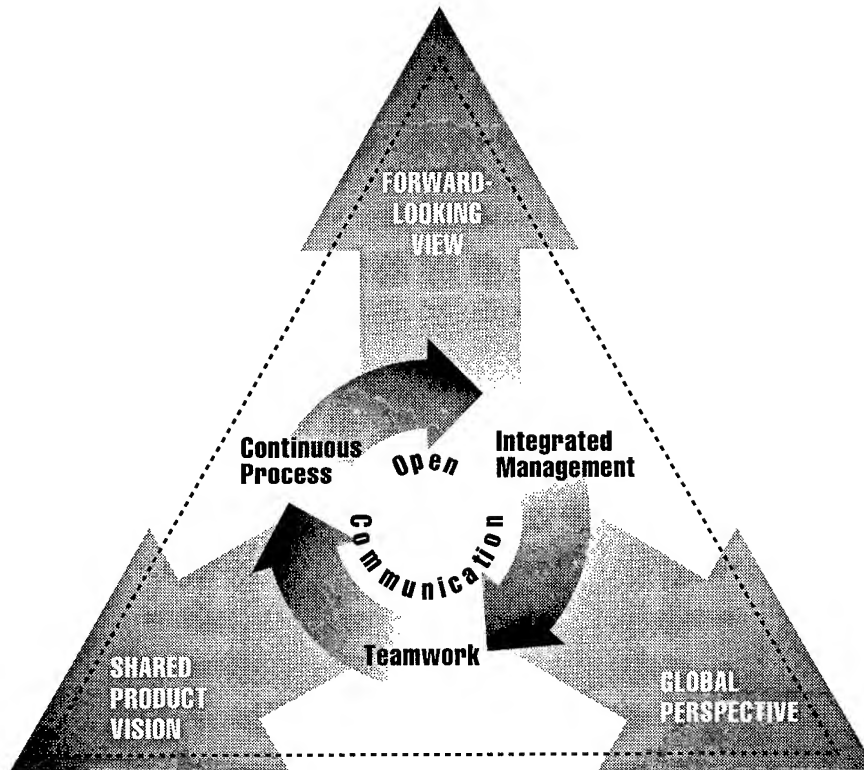 FORWARD-
LOOKING
VIEW
Continuous
Process
Open
Integrated
Management
Communication
Teamwork
SHARED
PRODUCT
VISION
GLOBAL
PERSPECTIVE